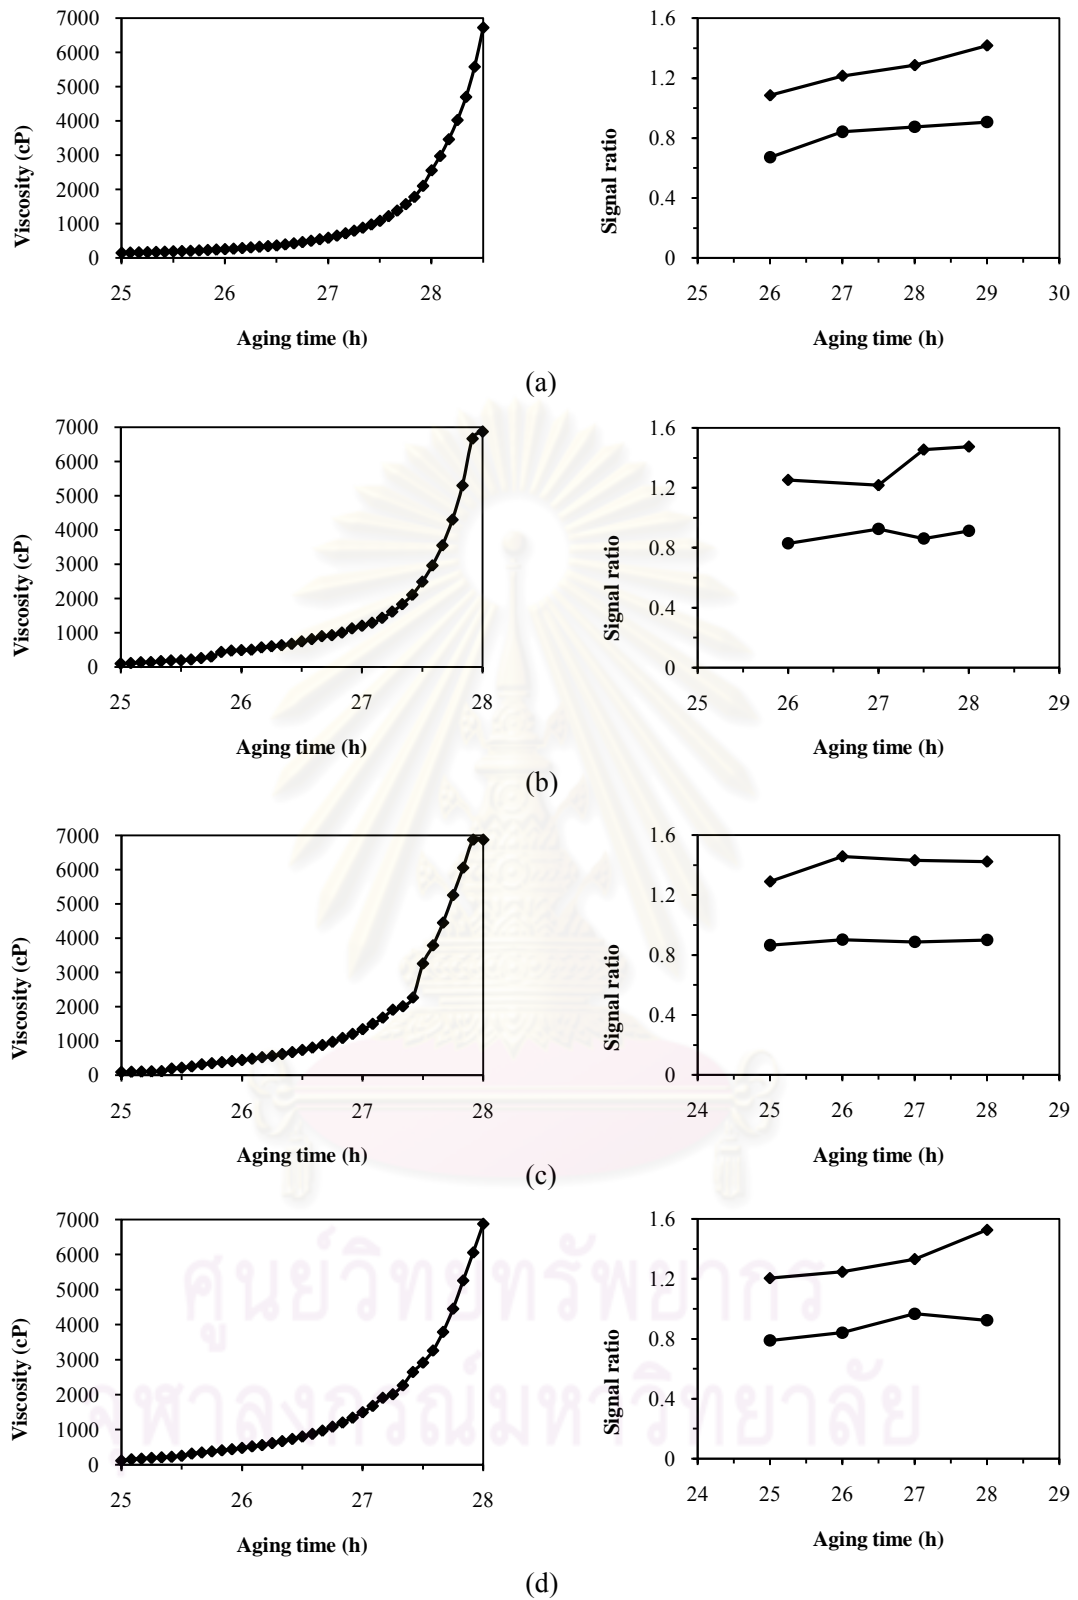 7000
6000
5000
4000
3000
2000
1000
0
Viscosity (cP)
25 26 27 28
Aging time (h)
1.6
1.2
0.8
0.4
0
Signal ratio
25 26 27 28 29 30
Aging time (h)
(a)
7000
6000
5000
4000
3000
2000
1000
0
Viscosity (cP)
25 26 27 28
Aging time (h)
1.6
1.2
0.8
0.4
0
Signal ratio
25 26 27 28 29
Aging time (h)
(b)
7000
6000
5000
4000
3000
2000
1000
0
Viscosity (cP)
25 26 27 28
Aging time (h)
1.6
1.2
0.8
0.4
0
Signal ratio
24 25 26 27 28 29
Aging time (h)
(c)
7000
6000
5000
4000
3000
2000
1000
0
Viscosity (cP)
25 26 27 28
Aging time (h)
1.6
1.2
0.8
0.4
0
Signal ratio
24 25 26 27 28 29
Aging time (h)
(d)
ศูนย์วิทยทรัพยากร
จุฬาลงกรณ์มหาวิทยาลัย